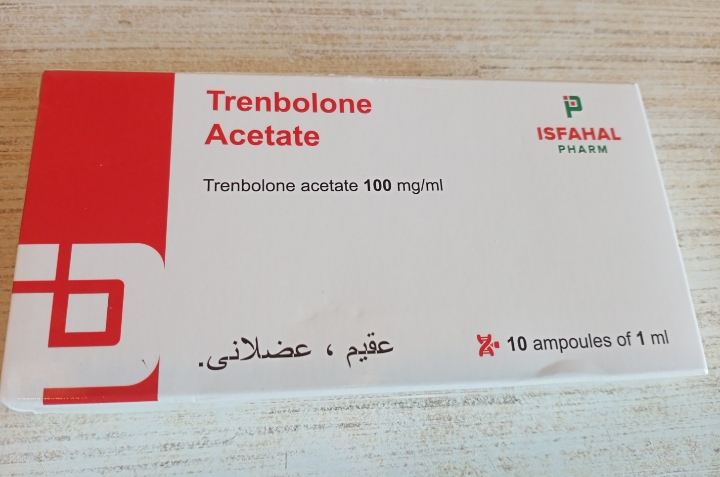 Trenbolone
Acetate
ISFAHAL
PHARM
Trenbolone acetate 100 mg/ml
عقیم ، عضلانی.
10 ampoules of 1 ml